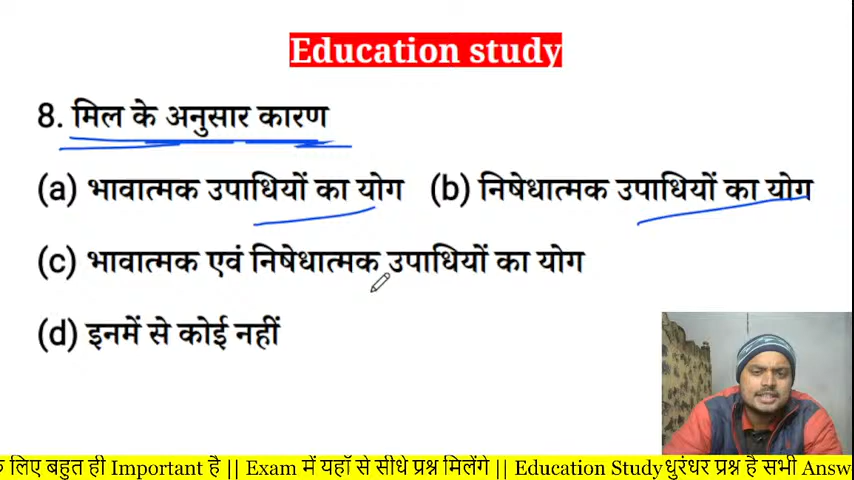 Education study
8. मिल के अनुसार कारण
(a) भावात्मक उपाधियों का योग (b) निषेधात्मक उपाधियों का योग
(c) भावात्मक एवं निषेधात्मक उपाधियों का योग
(d) इनमें से कोई नहीं
के लिए बहुत ही Important है || Exam में यहाँ से सीधे प्रश्न मिलेंगे || Education Study धुरंधर प्रश्न है सभी Answ